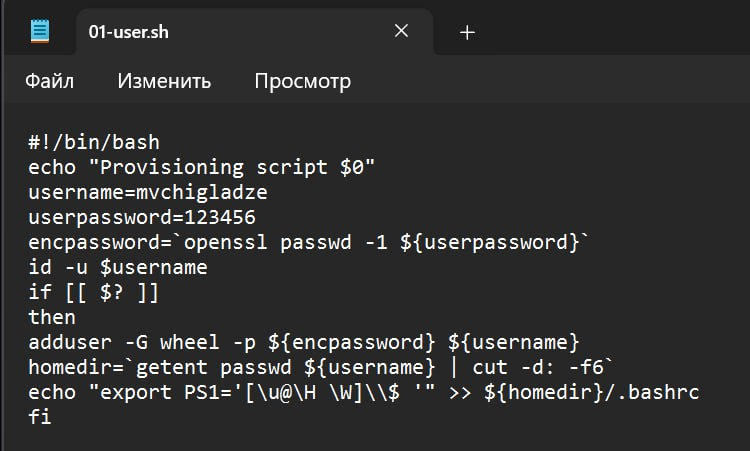 01-user.sh
Файл Изменить Просмотр
#!/bin/bash
echo "Provisioning script $0"
username=mvchigladze
userpassword=123456
encpassword=`openssl passwd -1 ${userpassword}`
id -u $username
if [[ $? ]]
then
adduser -G wheel -p ${encpassword} ${username}
homedir=`getent passwd ${username} | cut -d: -f6`
echo "export PS1='[\u@\H \W]\\$ '" >> ${homedir}/.bashrc
fi